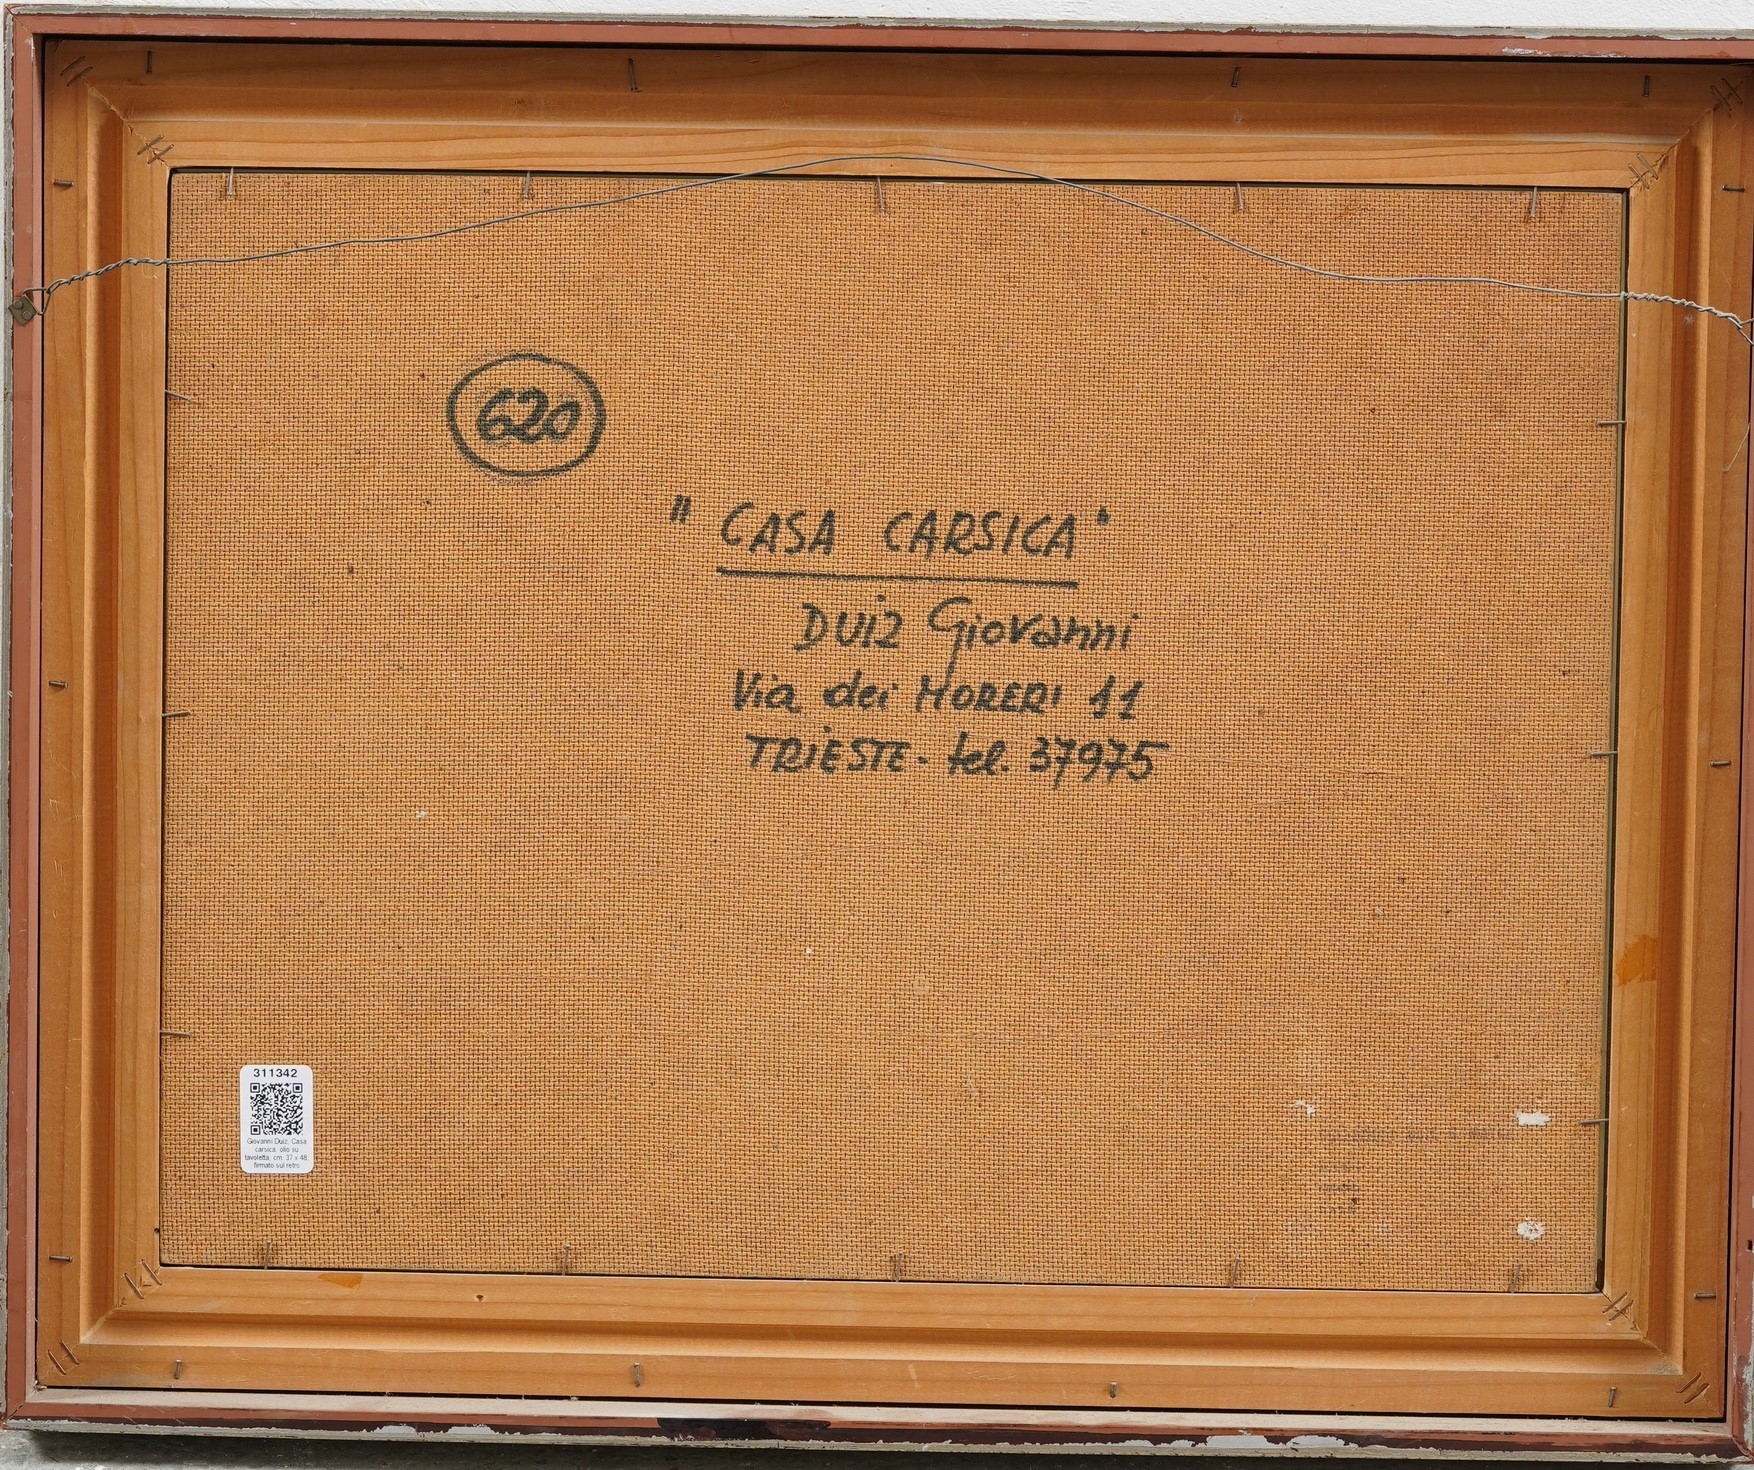 620
"CASA CARSICA"
DUiZ Giovanni
Via dei MORERI 11
TRiESTE - tel. 37975
311342
Giovanni Duiz, Casa
carsica, olio su
tavoletta, cm. 37 x 48,
firmato sul retro